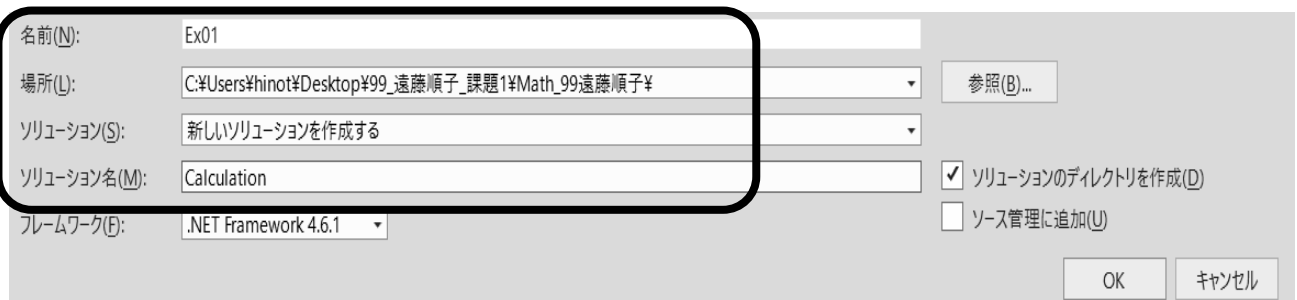 名前(N): Ex01
場所(L): C:¥Users¥hinot¥Desktop¥99_遠藤順子_課題1¥Math_99遠藤順子¥ 参照(B)...
ソリューション(S): 新しいソリューションを作成する
ソリューション名(M): Calculation ソリューションのディレクトリを作成(D)
フレームワーク(F): .NET Framework 4.6.1 ソース管理に追加(U)
OK キャンセル